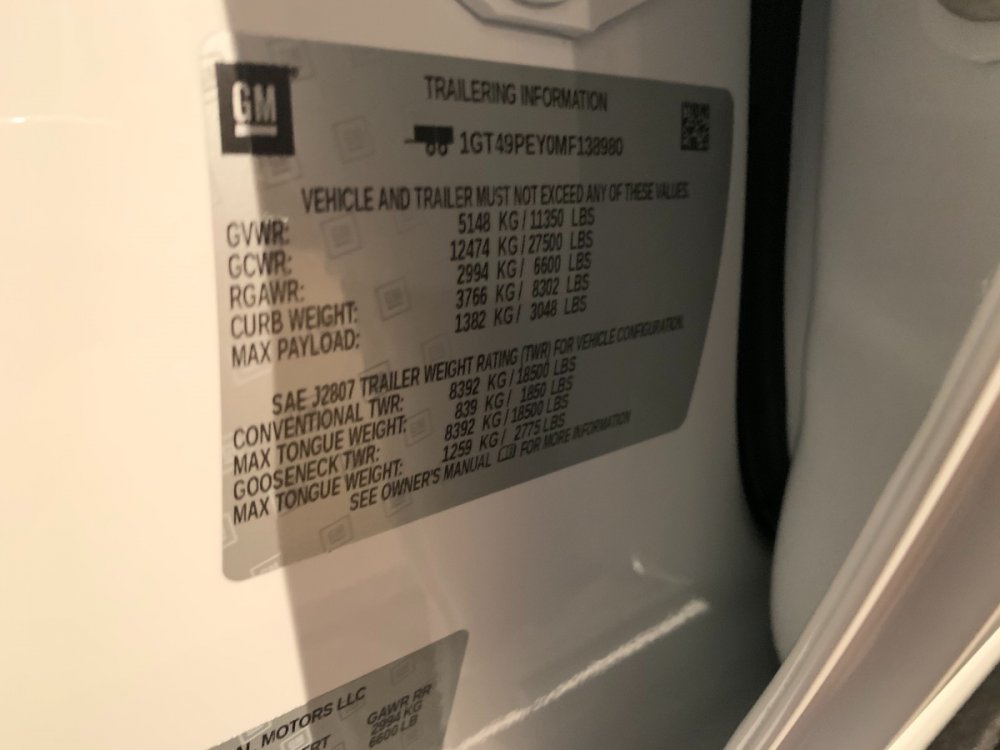 GM
TRAILERING INFORMATION
1GT49PEY0MF138980
VEHICLE AND TRAILER MUST NOT EXCEED ANY OF THESE VALUES.
GVWR: 5148 KG / 11350 LBS
GCWR: 12474 KG / 27500 LBS
RGAWR: 2994 KG / 6600 LBS
CURB WEIGHT: 3766 KG / 8302 LBS
MAX PAYLOAD: 1382 KG / 3048 LBS
SAE J2807 TRAILER WEIGHT RATING (TWR) FOR VEHICLE CONFIGURATION.
CONVENTIONAL TWR: 8392 KG / 18500 LBS
MAX TONGUE WEIGHT: 839 KG / 1850 LBS
GOOSENECK TWR: 8392 KG / 18500 LBS
MAX TONGUE WEIGHT: 1259 KG / 2775 LBS
SEE OWNER'S MANUAL FOR MORE INFORMATION
AL MOTORS LLC
GAWR RR
2994 KG
6600 LB